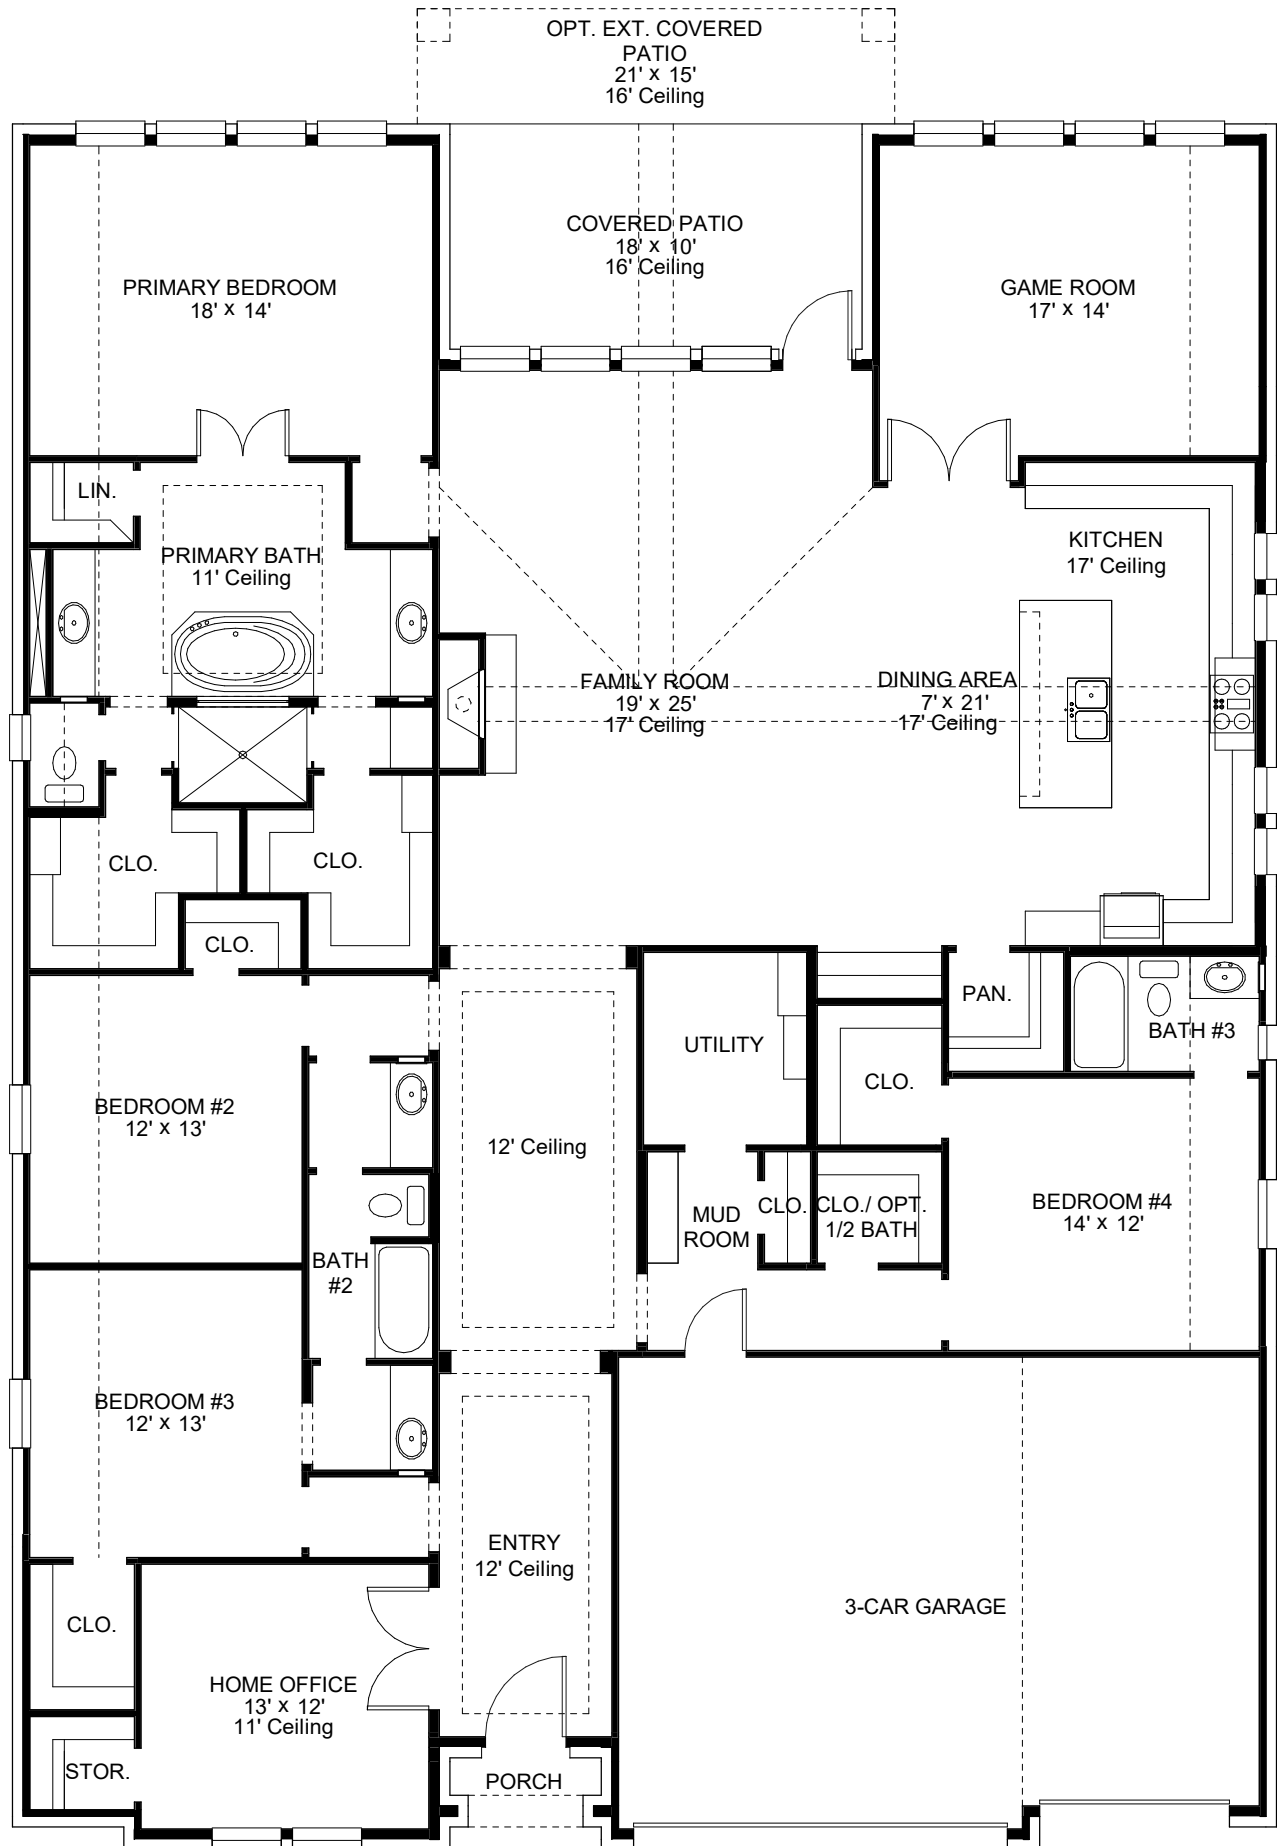 OPT. EXT. COVERED
PATIO
21' x 15'
16' Ceiling
COVERED PATIO
18' x 10'
16' Ceiling
PRIMARY BEDROOM
18' x 14'
GAME ROOM
17' x 14'
LIN.
PRIMARY BATH
11' Ceiling
KITCHEN
17' Ceiling
FAMILY ROOM
19' x 25'
17' Ceiling
DINING AREA
7' x 21'
17' Ceiling
CLO.
CLO.
CLO.
PAN.
UTILITY
BATH #3
CLO.
BEDROOM #2
12' x 13'
12' Ceiling
MUD
ROOM
CLO.
CLO./ OPT.
1/2 BATH
BEDROOM #4
14' x 12'
BATH
#2
BEDROOM #3
12' x 13'
ENTRY
12' Ceiling
3-CAR GARAGE
CLO.
HOME OFFICE
13' x 12'
11' Ceiling
STOR.
PORCH